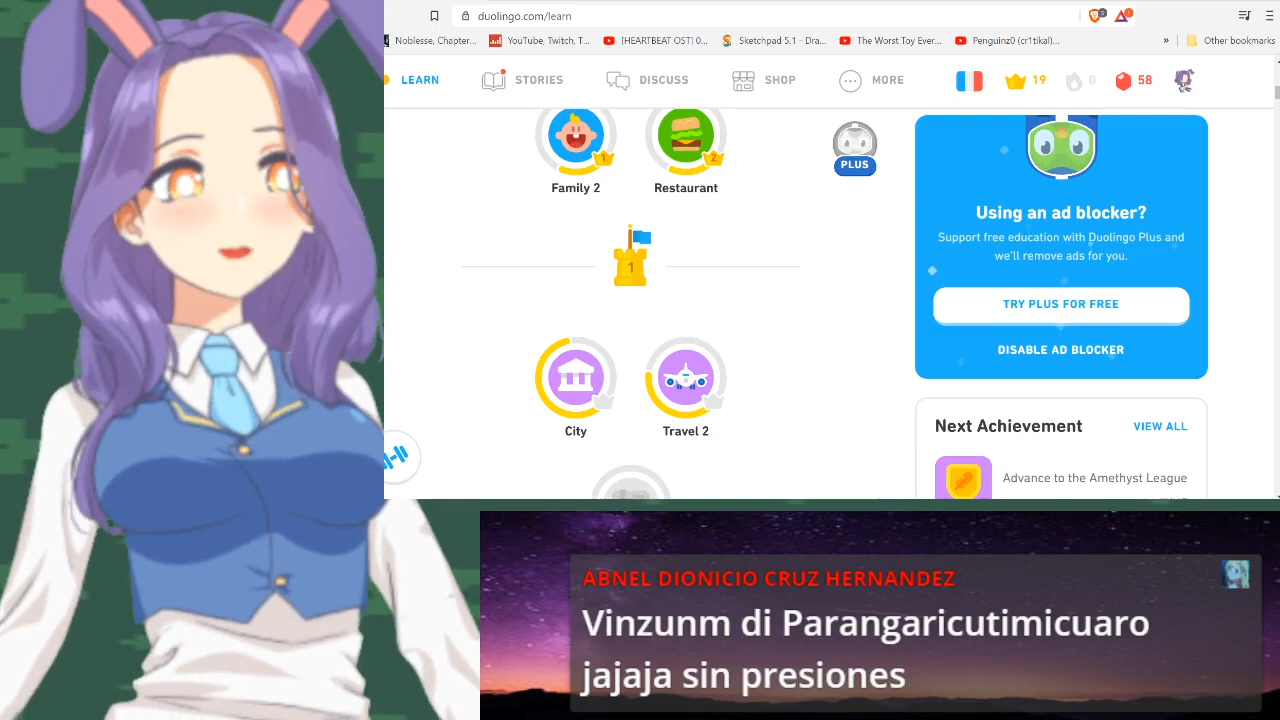 duolingo.com/learn
Noblesse, Chapter...
YouTube, Twitch, T...
[HEARTBEAT OST] 0...
Sketchpad 5.1 - Dra...
The Worst Toy Ever...
Penguinz0 (cr1tikal)...
»
Other bookmarks
LEARN
STORIES
DISCUSS
SHOP
MORE
19
0
58
1
2
Family 2
Restaurant
PLUS
1
City
Travel 2
Using an ad blocker?
Support free education with Duolingo Plus and
we'll remove ads for you.
TRY PLUS FOR FREE
DISABLE AD BLOCKER
Next Achievement
VIEW ALL
Advance to the Amethyst League
ABNEL DIONICIO CRUZ HERNANDEZ
Vinzunm di Parangaricutimicuaro
jajaja sin presiones